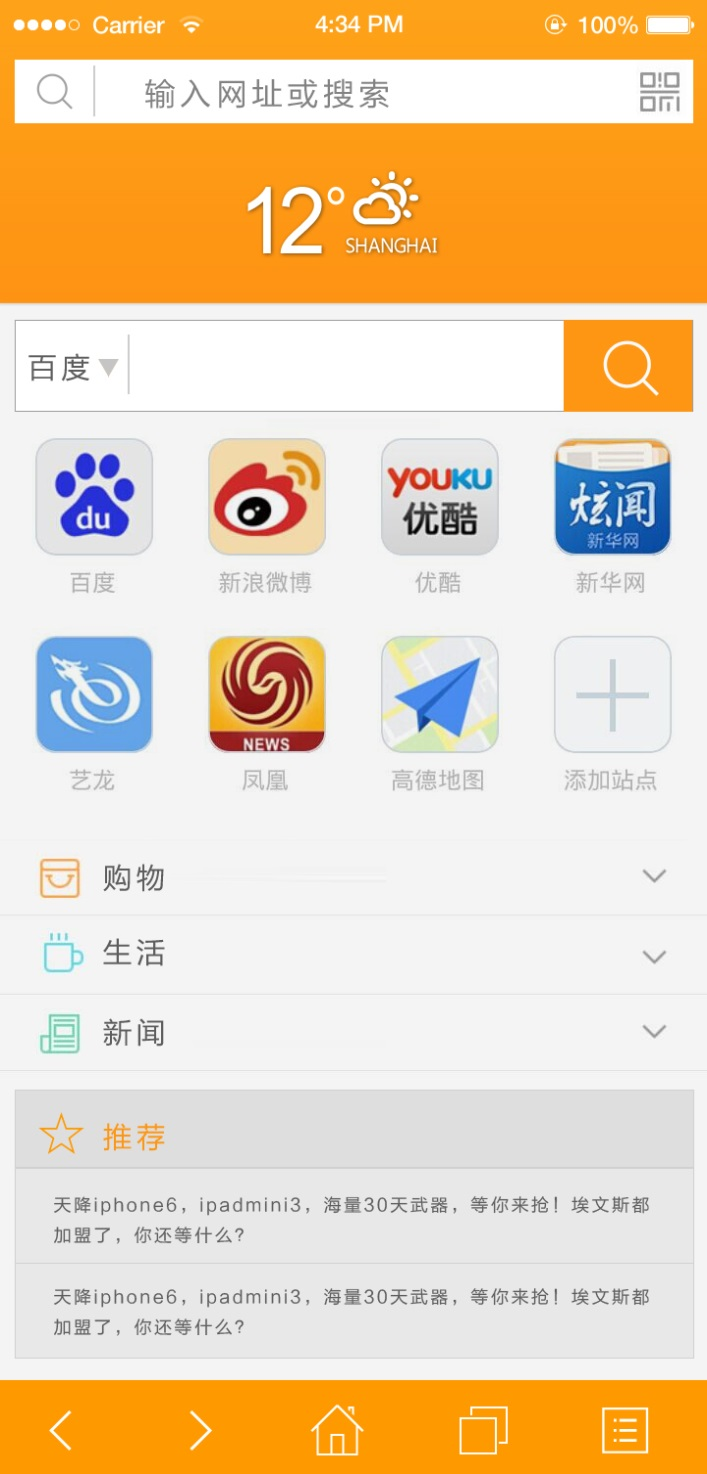 Carrier 4:34 PM 100%
输入网址或搜索
12°
SHANGHAI
百度
du
YOUKU
优酷
炫闻
新华网
百度 新浪微博 优酷 新华网
NEWS
艺龙 凤凰 高德地图 添加站点
购物
生活
新闻
推荐
天降iphone6，ipadmini3，海量30天武器，等你来抢！埃文斯都
加盟了，你还等什么?
天降iphone6，ipadmini3，海量30天武器，等你来抢！埃文斯都
加盟了，你还等什么?